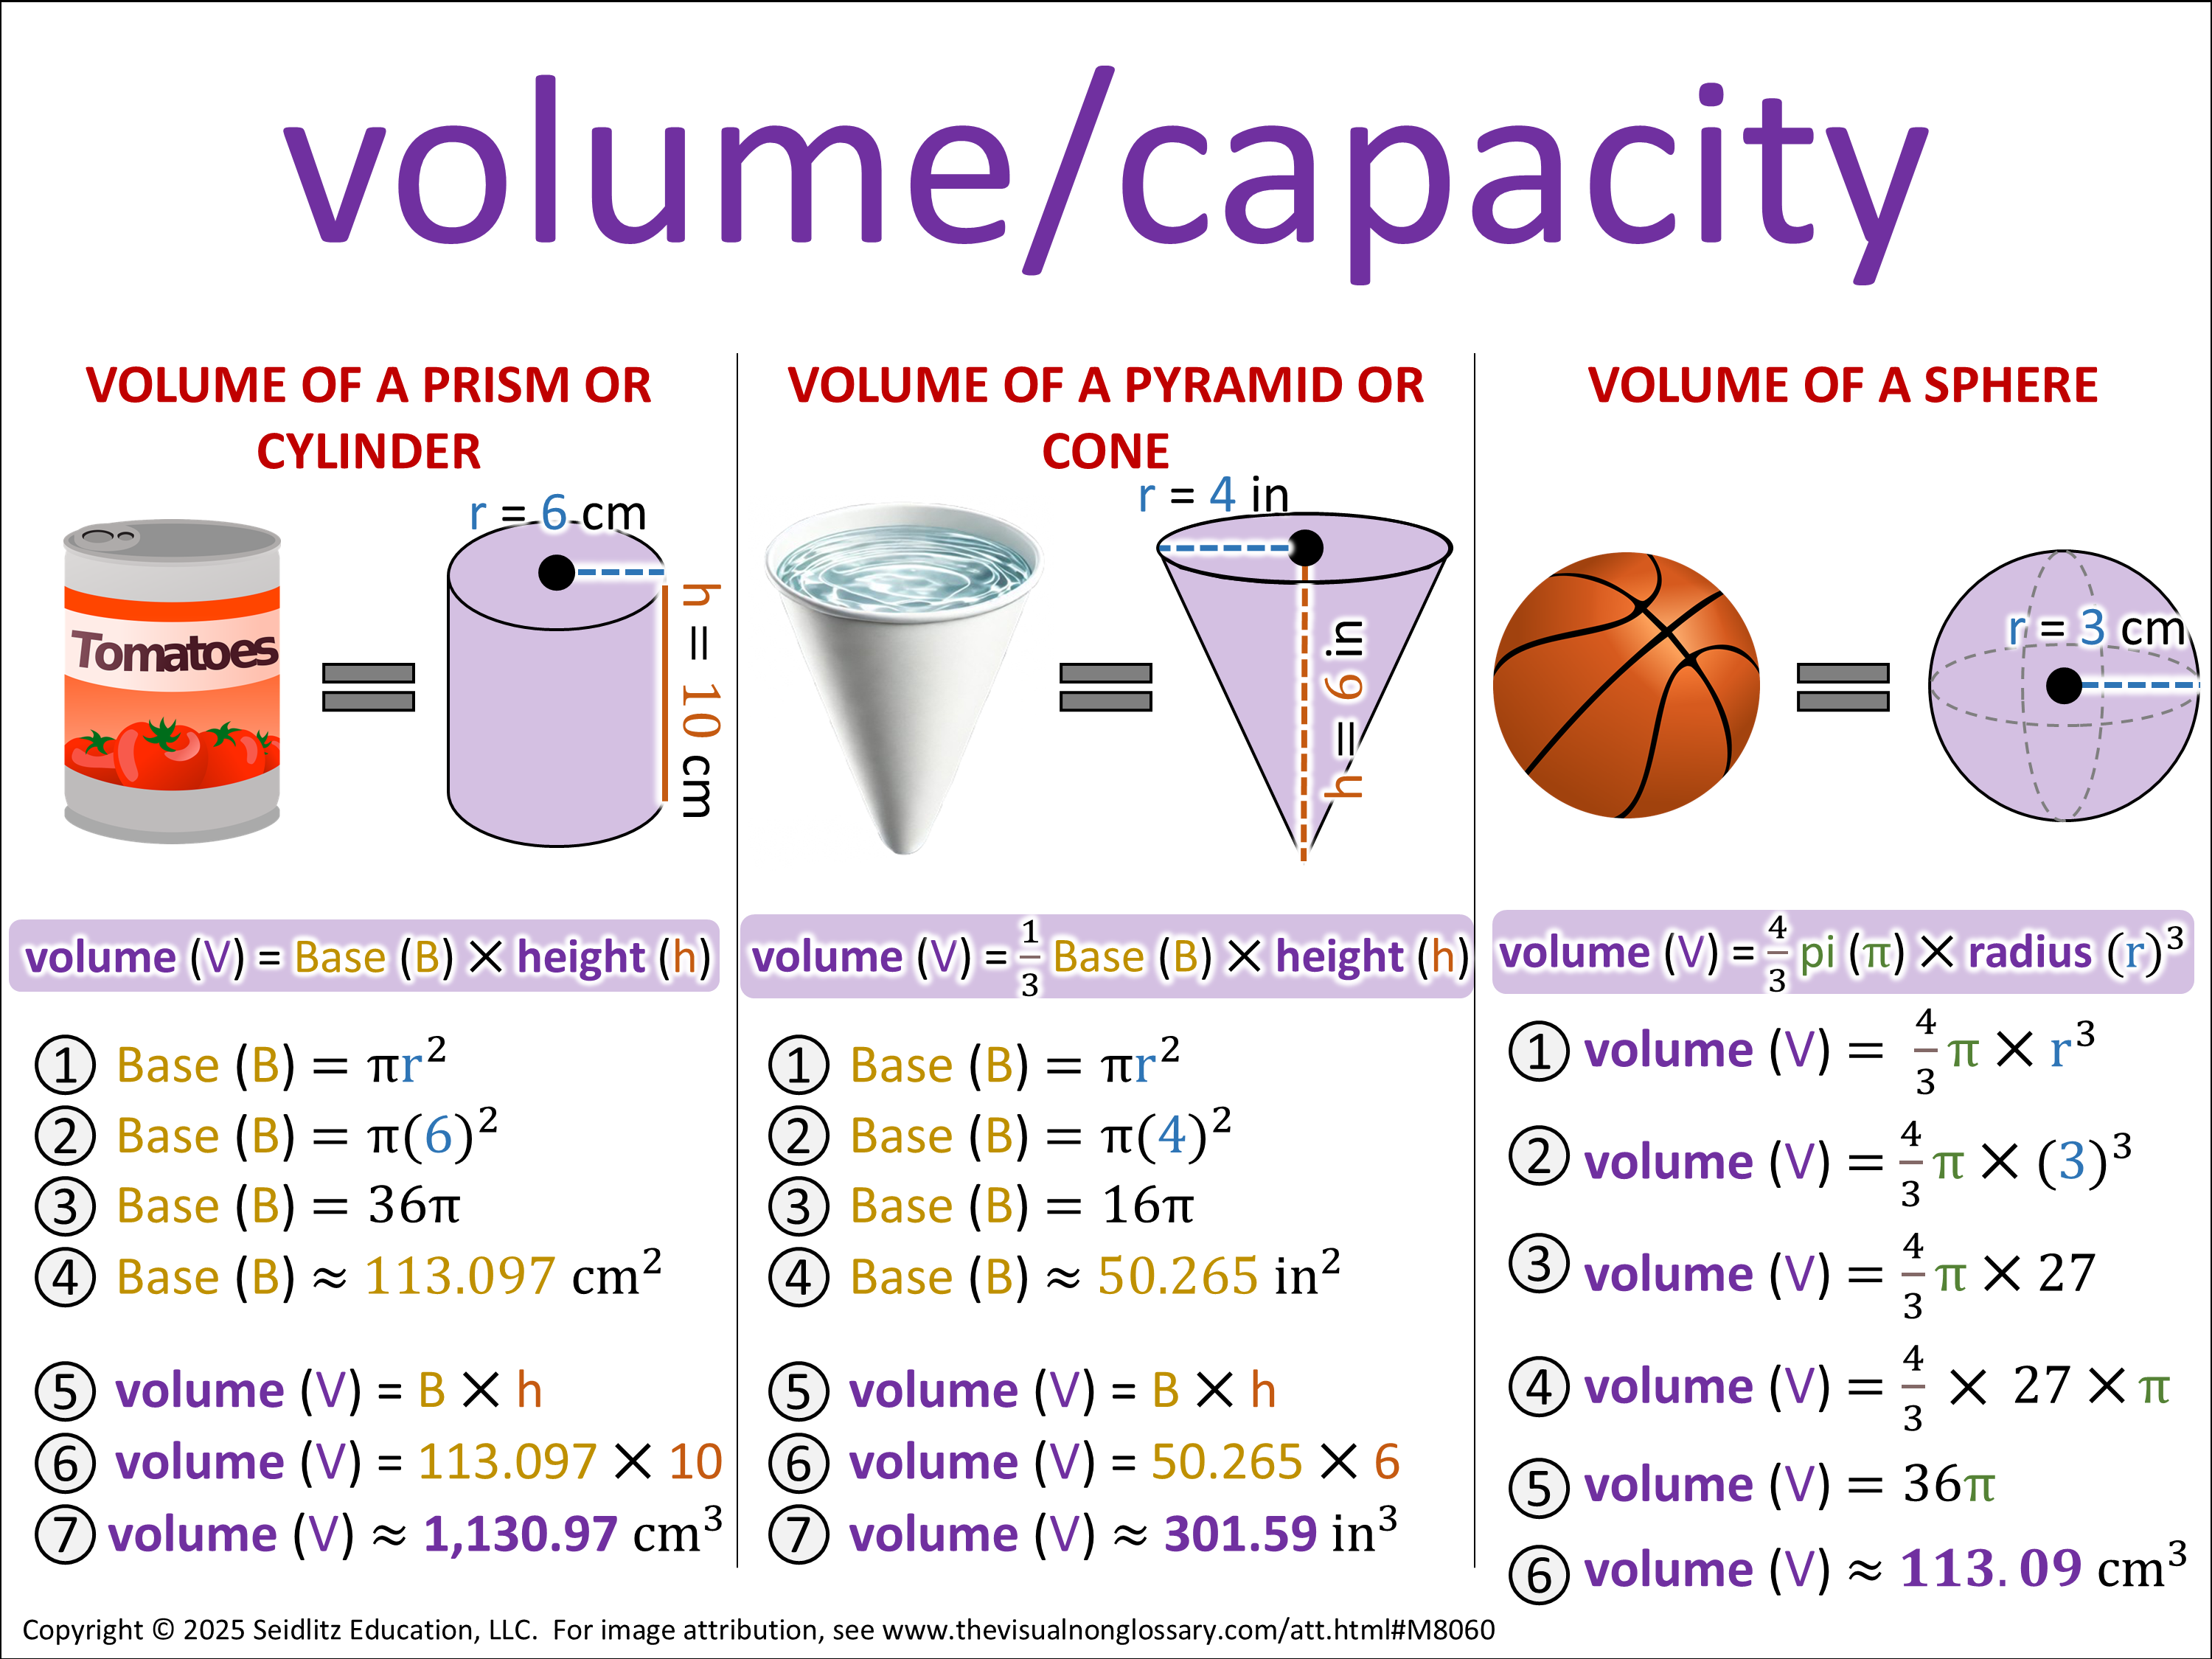 volume/capacity
VOLUME OF A PRISM OR
CYLINDER
r = 6 cm
Tomatoes
h = 10 cm
volume (V) = Base (B) × height (h)
① Base (B) = πr²
② Base (B) = π(6)²
③ Base (B) = 36π
④ Base (B) ≈ 113.097 cm²
⑤ volume (V) = B × h
⑥ volume (V) = 113.097 × 10
⑦ volume (V) ≈ 1,130.97 cm³
VOLUME OF A PYRAMID OR
CONE
r = 4 in
h = 6 in
volume (V) = 1/3 Base (B) × height (h)
① Base (B) = πr²
② Base (B) = π(4)²
③ Base (B) = 16π
④ Base (B) ≈ 50.265 in²
⑤ volume (V) = B × h
⑥ volume (V) = 50.265 × 6
⑦ volume (V) ≈ 301.59 in³
VOLUME OF A SPHERE
r = 3 cm
volume (V) = 4/3 pi (π) × radius (r)³
① volume (V) = 4/3 π × r³
② volume (V) = 4/3 π × (3)³
③ volume (V) = 4/3 π × 27
④ volume (V) = 4/3 × 27 × π
⑤ volume (V) = 36π
⑥ volume (V) ≈ 113.09 cm³
Copyright © 2025 Seidlitz Education, LLC. For image attribution, see www.thevisualnonglossary.com/att.html#M8060